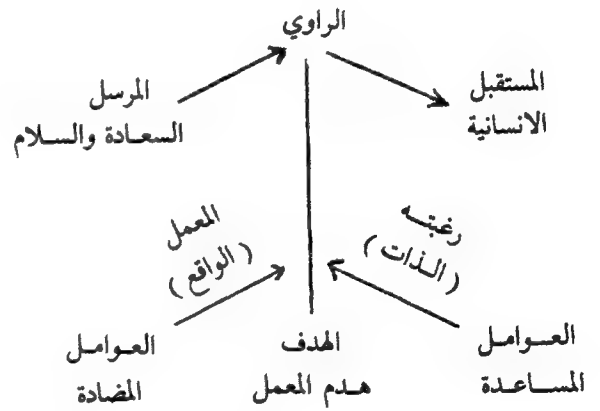 الراوي
المستقبل
الانسانية
المرسل
السعادة والسلام
رغبته
(الذات)
المعمل
(الواقع)
العوامل
المساعدة
الهدف
هدم المعمل
العوامل
المضادة